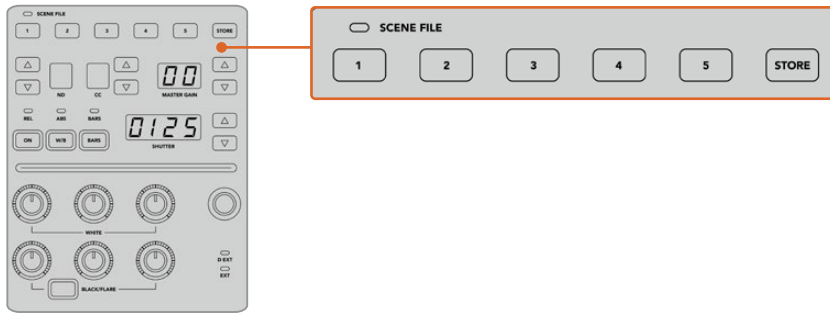 SCENE FILE
1 2 3 4 5 STORE
ND CC 00
MASTER GAIN
REL ABS BARS
0125
ON W/B BARS
SHUTTER
WHITE
D-EXT
EXT
BLACK/FLARE
SCENE FILE
1 2 3 4 5 STORE